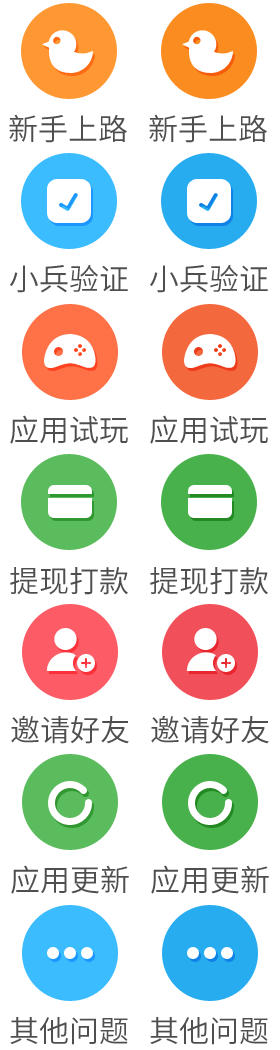 新手上路 新手上路
小兵验证 小兵验证
应用试玩 应用试玩
提现打款 提现打款
邀请好友 邀请好友
应用更新 应用更新
其他问题 其他问题